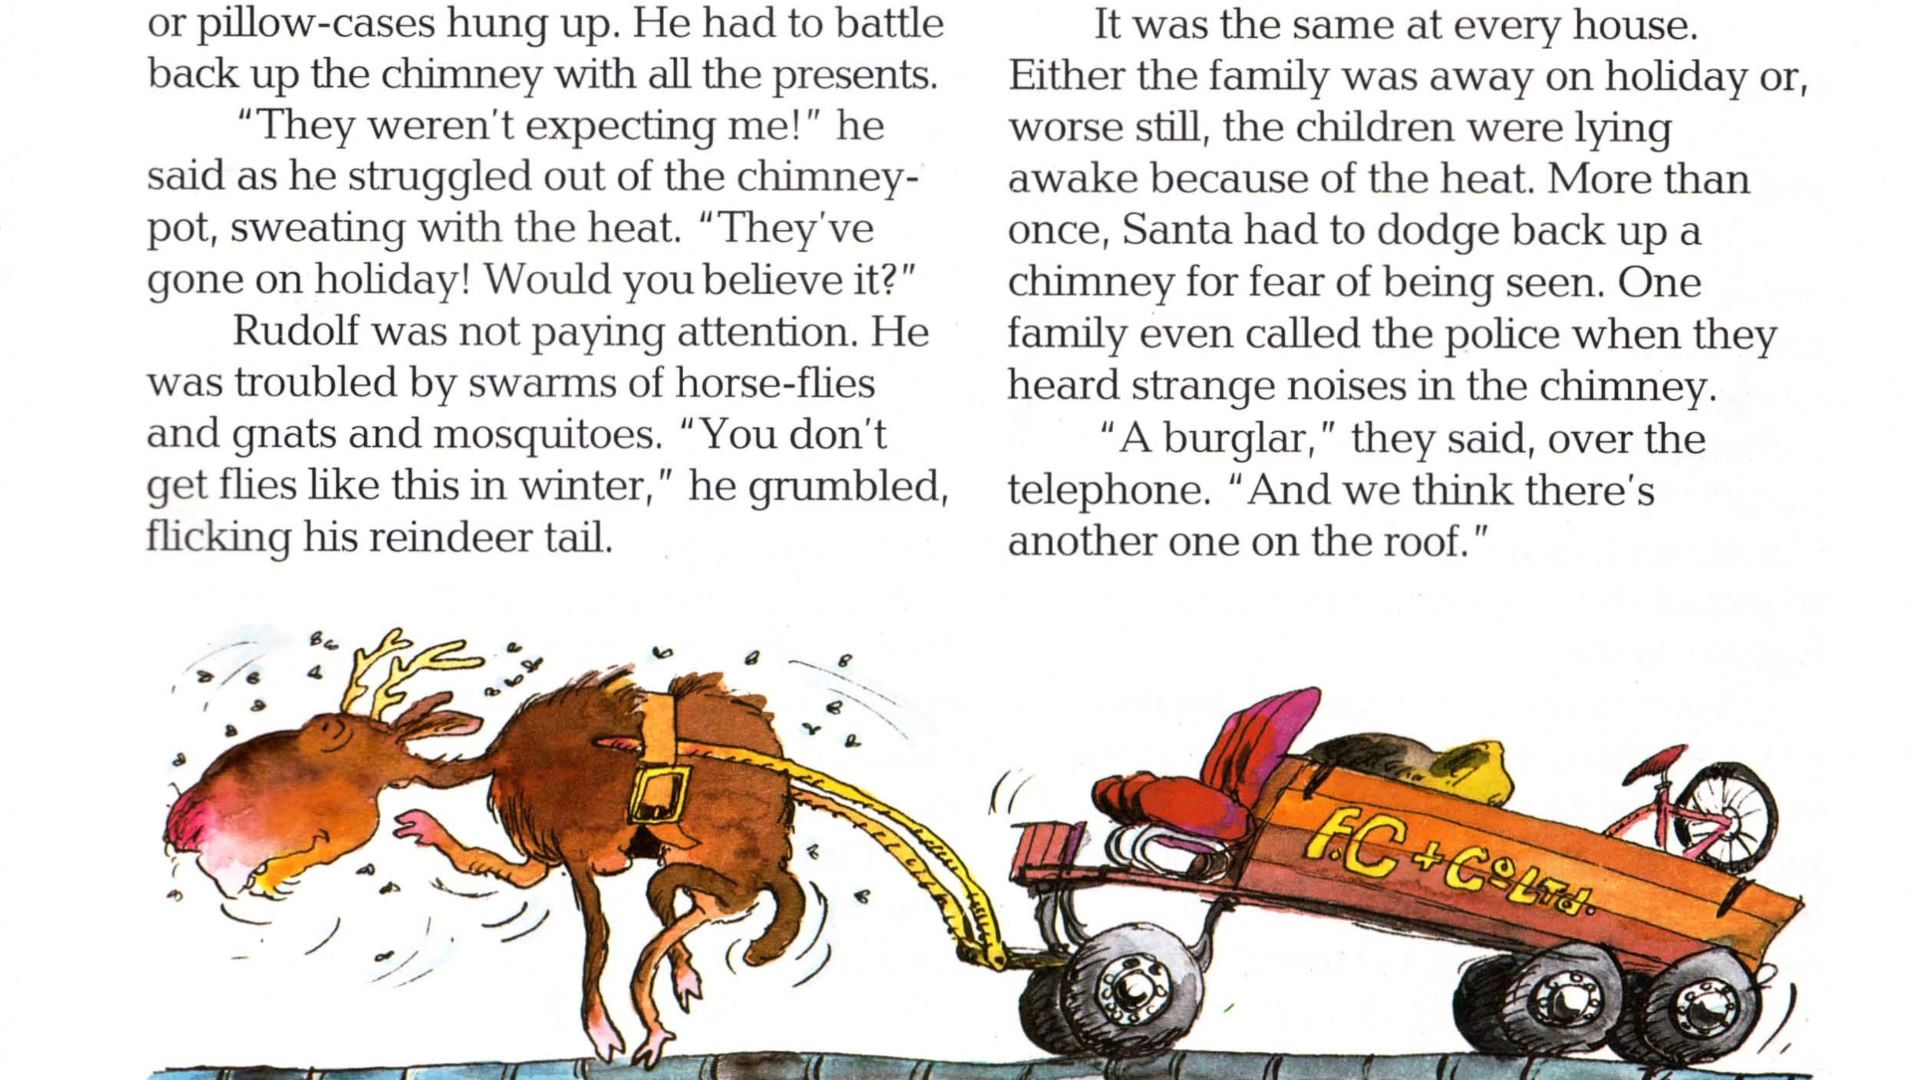 or pillow-cases hung up. He had to battle
back up the chimney with all the presents.
“They weren't expecting me!” he
said as he struggled out of the chimney-
pot, sweating with the heat. “They've
gone on holiday! Would you believe it?”
Rudolf was not paying attention. He
was troubled by swarms of horse-flies
and gnats and mosquitoes. “You don't
get flies like this in winter,” he grumbled,
flicking his reindeer tail.
It was the same at every house.
Either the family was away on holiday or,
worse still, the children were lying
awake because of the heat. More than
once, Santa had to dodge back up a
chimney for fear of being seen. One
family even called the police when they
heard strange noises in the chimney.
“A burglar,” they said, over the
telephone. “And we think there's
another one on the roof.”
F.C + Co Ltd.